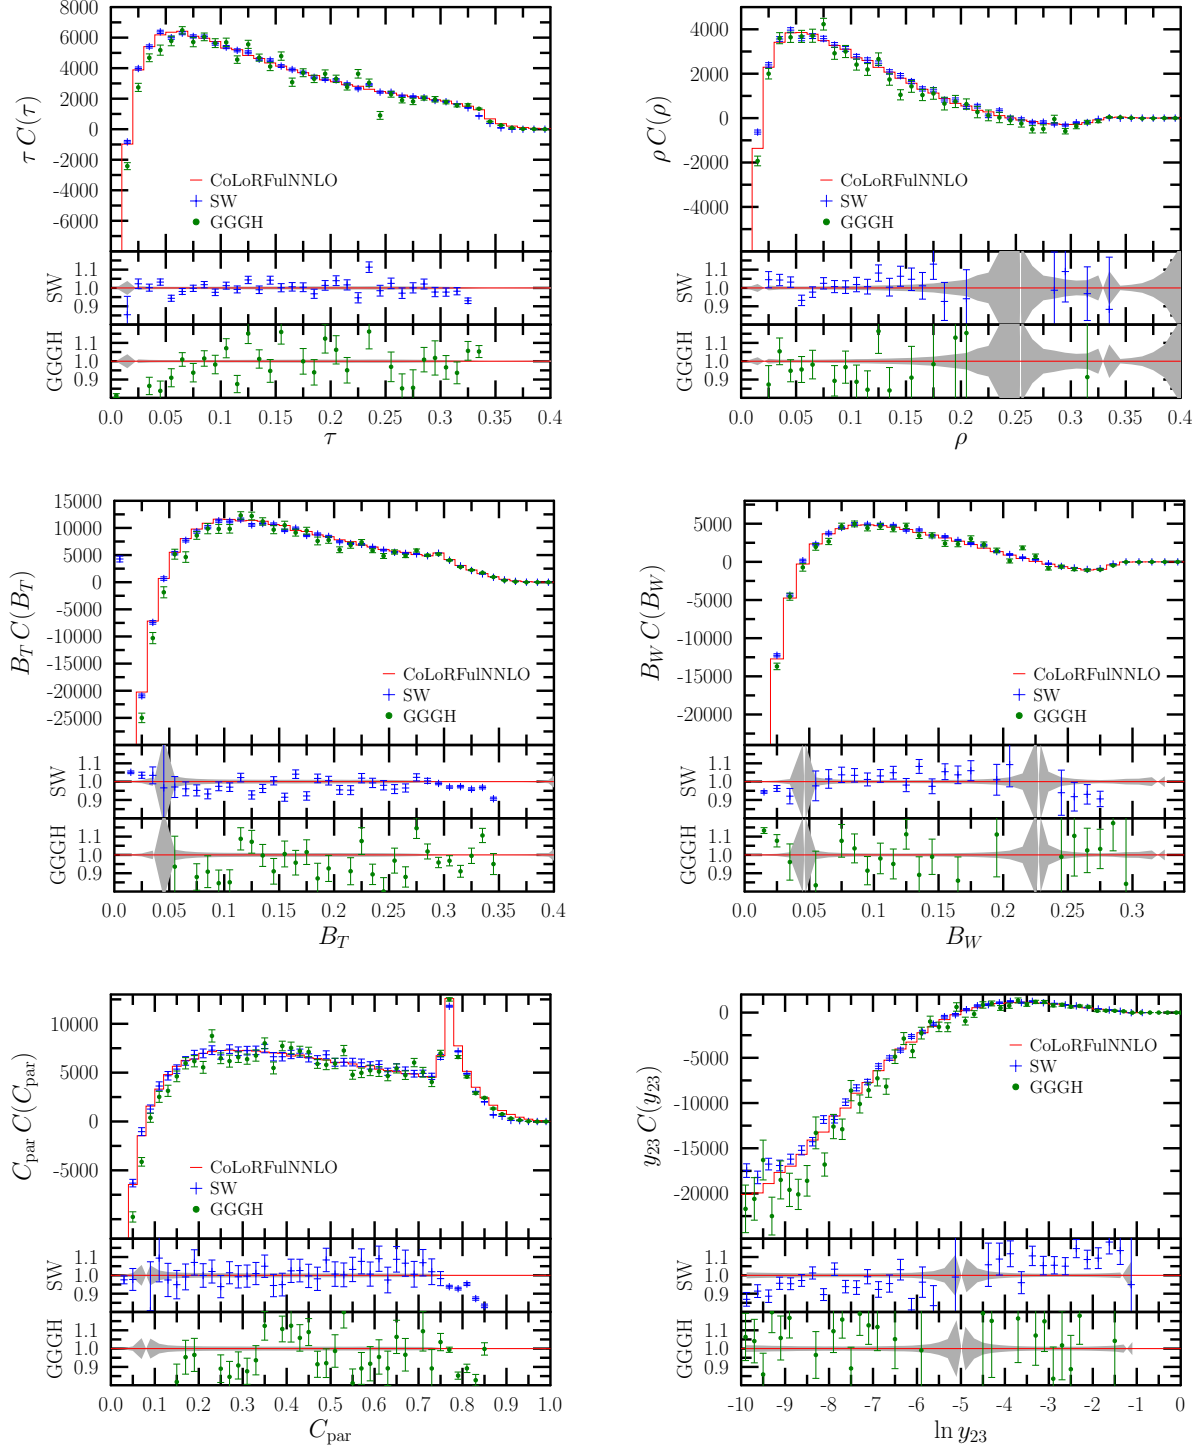 8000
6000
4000
2000
0
-2000
-4000
-6000
τ C(τ)
CoLoRFulNNLO
SW
GGGH
1.1
1.0
0.9
SW
1.1
1.0
0.9
GGGH
0.0 0.05 0.1 0.15 0.2 0.25 0.3 0.35 0.4
τ
4000
2000
0
-2000
-4000
ρ C(ρ)
CoLoRFulNNLO
SW
GGGH
1.1
1.0
0.9
SW
1.1
1.0
0.9
GGGH
0.0 0.05 0.1 0.15 0.2 0.25 0.3 0.35 0.4
ρ
15000
10000
5000
0
-5000
-10000
-15000
-20000
-25000
B_T C(B_T)
CoLoRFulNNLO
SW
GGGH
1.1
1.0
0.9
SW
1.1
1.0
0.9
GGGH
0.0 0.05 0.1 0.15 0.2 0.25 0.3 0.35 0.4
B_T
5000
0
-5000
-10000
-15000
-20000
B_W C(B_W)
CoLoRFulNNLO
SW
GGGH
1.1
1.0
0.9
SW
1.1
1.0
0.9
GGGH
0.0 0.05 0.1 0.15 0.2 0.25 0.3
B_W
10000
5000
0
-5000
C_par C(C_par)
CoLoRFulNNLO
SW
GGGH
1.1
1.0
0.9
SW
1.1
1.0
0.9
GGGH
0.0 0.1 0.2 0.3 0.4 0.5 0.6 0.7 0.8 0.9 1.0
C_par
0
-5000
-10000
-15000
-20000
y_23 C(y_23)
CoLoRFulNNLO
SW
GGGH
1.1
1.0
0.9
SW
1.1
1.0
0.9
GGGH
-10 -9 -8 -7 -6 -5 -4 -3 -2 -1 0
ln y_23